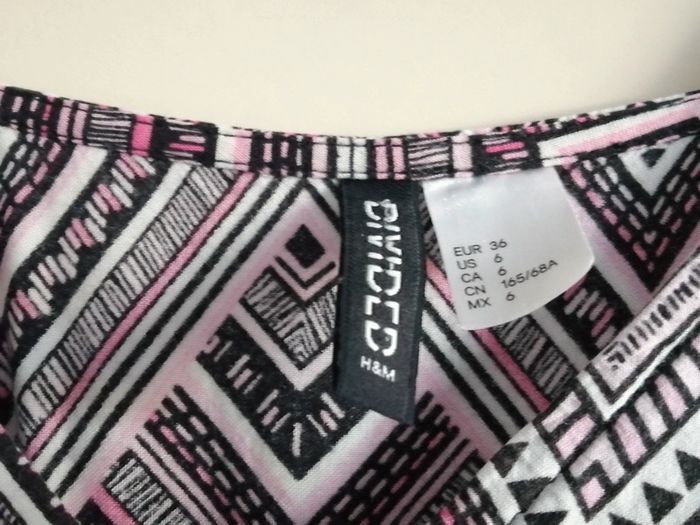 DIVIDED
H&M
EUR 36
US 6
CA 6
CN 165/68A
MX 6